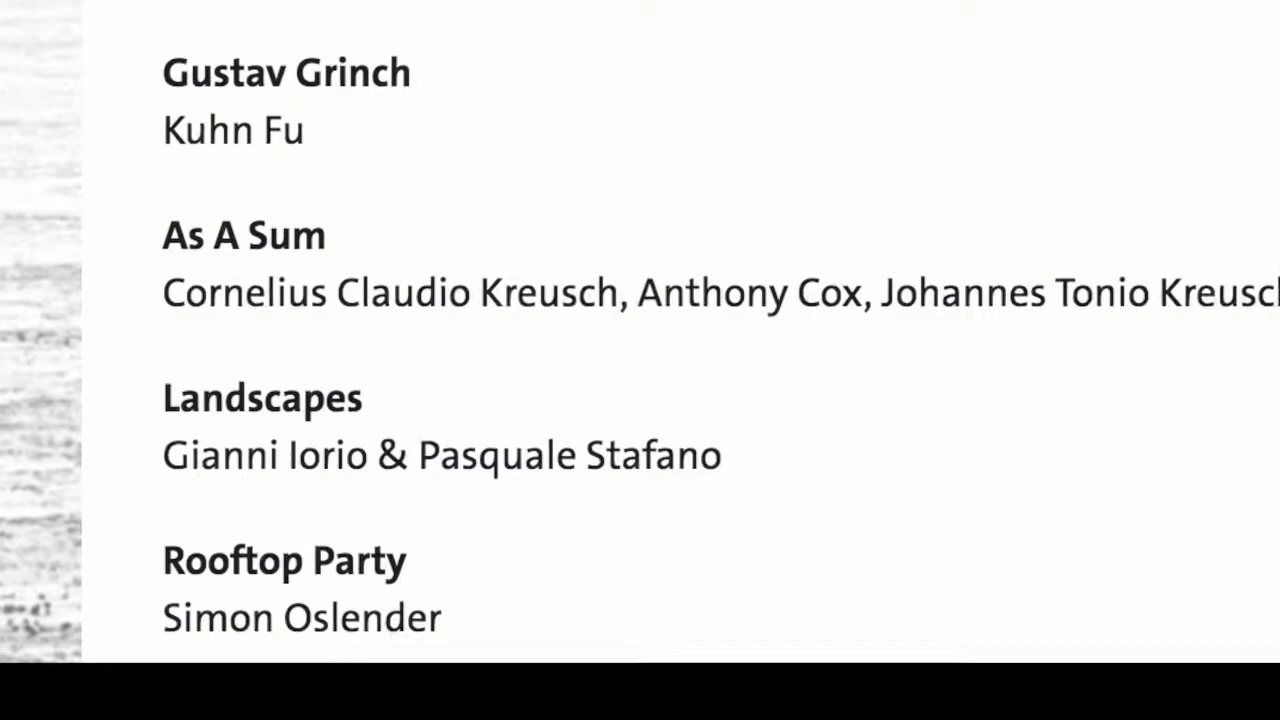 Gustav Grinch
Kuhn Fu
As A Sum
Cornelius Claudio Kreusch, Anthony Cox, Johannes Tonio
Landscapes
Gianni Iorio & Pasquale Stafano
Rooftop Party
Simon Oslender